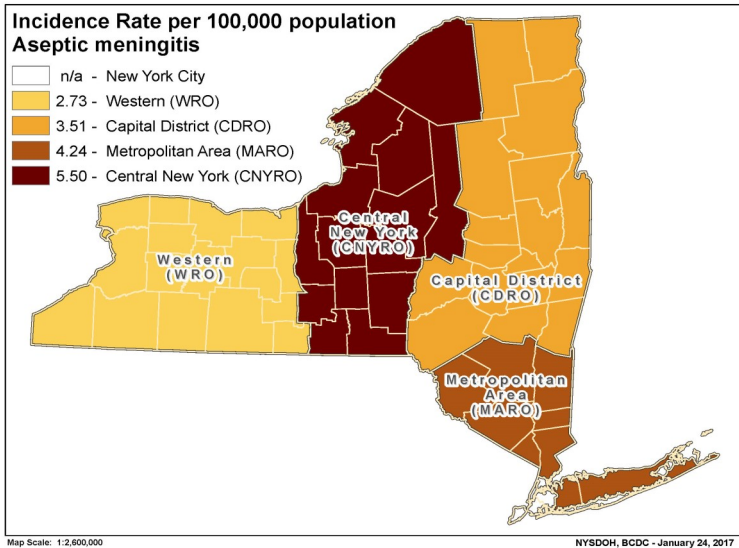 Incidence Rate per 100,000 population
Aseptic meningitis
n/a - New York City
2.73 - Western (WRO)
3.51 - Capital District (CDRO)
4.24 - Metropolitan Area (MARO)
5.50 - Central New York (CNYRO)
Central
New York
(CNYRO)
Western
(WRO)
Capital District
(CDRO)
Metropolitan
Area
(MARO)
Map Scale: 1:2,600,000
NYSDOH, BCDC - January 24, 2017